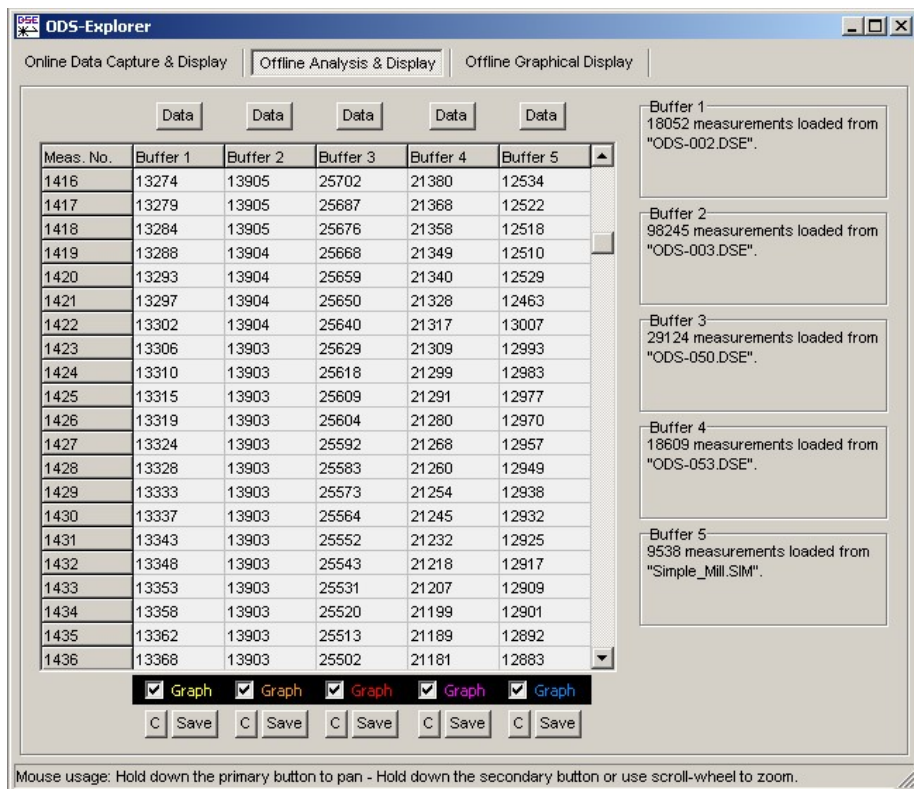 DSE ODS-Explorer
Online Data Capture & Display Offline Analysis & Display Offline Graphical Display
Data Data Data Data Data
Meas. No. Buffer 1 Buffer 2 Buffer 3 Buffer 4 Buffer 5
1416 13274 13905 25702 21380 12534
1417 13279 13905 25687 21368 12522
1418 13284 13905 25676 21358 12518
1419 13288 13904 25668 21349 12510
1420 13293 13904 25659 21340 12529
1421 13297 13904 25650 21328 12463
1422 13302 13904 25640 21317 13007
1423 13306 13903 25629 21309 12993
1424 13310 13903 25618 21299 12983
1425 13315 13903 25609 21291 12977
1426 13319 13903 25604 21280 12970
1427 13324 13903 25592 21268 12957
1428 13328 13903 25583 21260 12949
1429 13333 13903 25573 21254 12938
1430 13337 13903 25564 21245 12932
1431 13343 13903 25552 21232 12925
1432 13348 13903 25543 21218 12917
1433 13353 13903 25531 21207 12909
1434 13358 13903 25520 21199 12901
1435 13362 13903 25513 21189 12892
1436 13368 13903 25502 21181 12883
Graph Graph Graph Graph Graph
C Save C Save C Save C Save C Save
Buffer 1
18052 measurements loaded from
"ODS-002.DSE".
Buffer 2
98245 measurements loaded from
"ODS-003.DSE".
Buffer 3
29124 measurements loaded from
"ODS-050.DSE".
Buffer 4
18609 measurements loaded from
"ODS-053.DSE".
Buffer 5
9538 measurements loaded from
"Simple_Mill.SIM".
Mouse usage: Hold down the primary button to pan - Hold down the secondary button or use scroll-wheel to zoom.